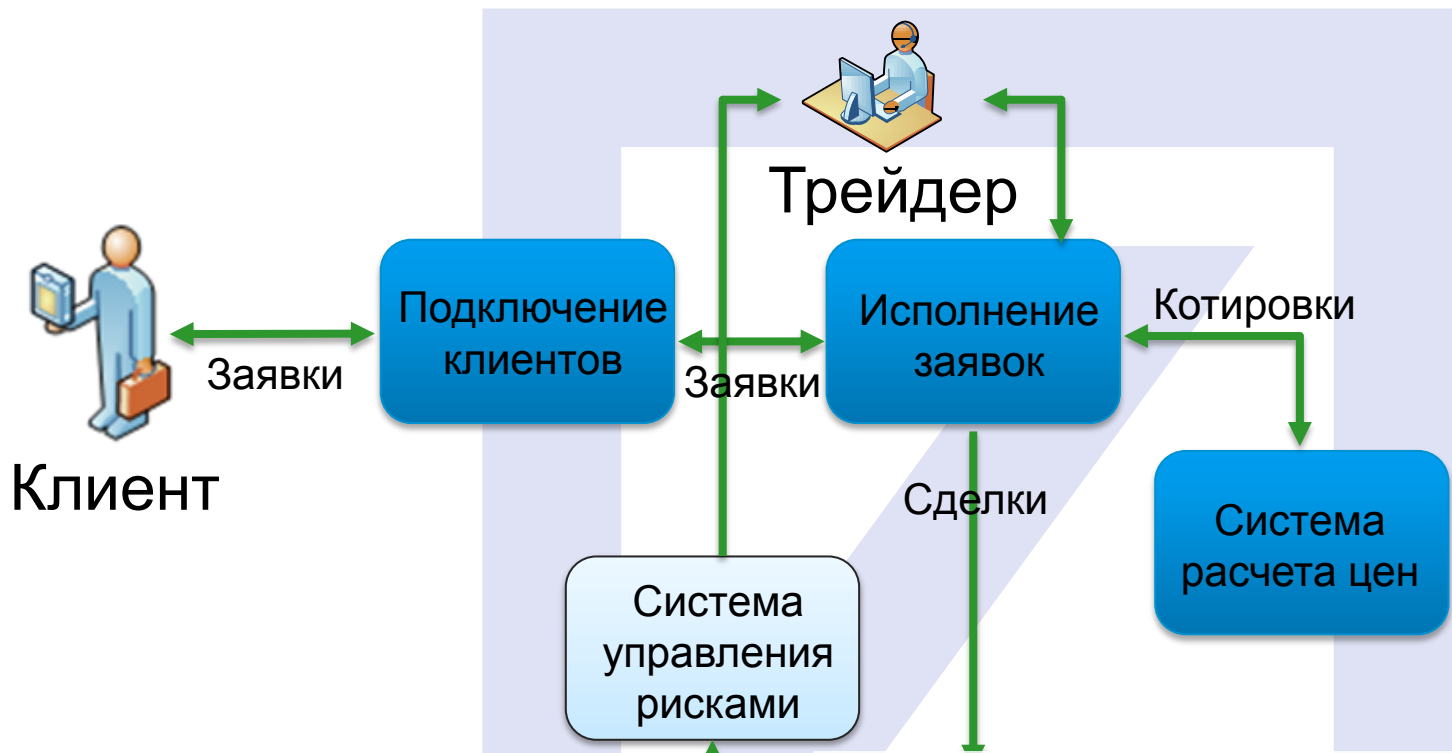 Трейдер
Подключение
клиентов
Исполнение
заявок
Котировки
Заявки
Заявки
Клиент
Сделки
Система
расчета цен
Система
управления
рисками